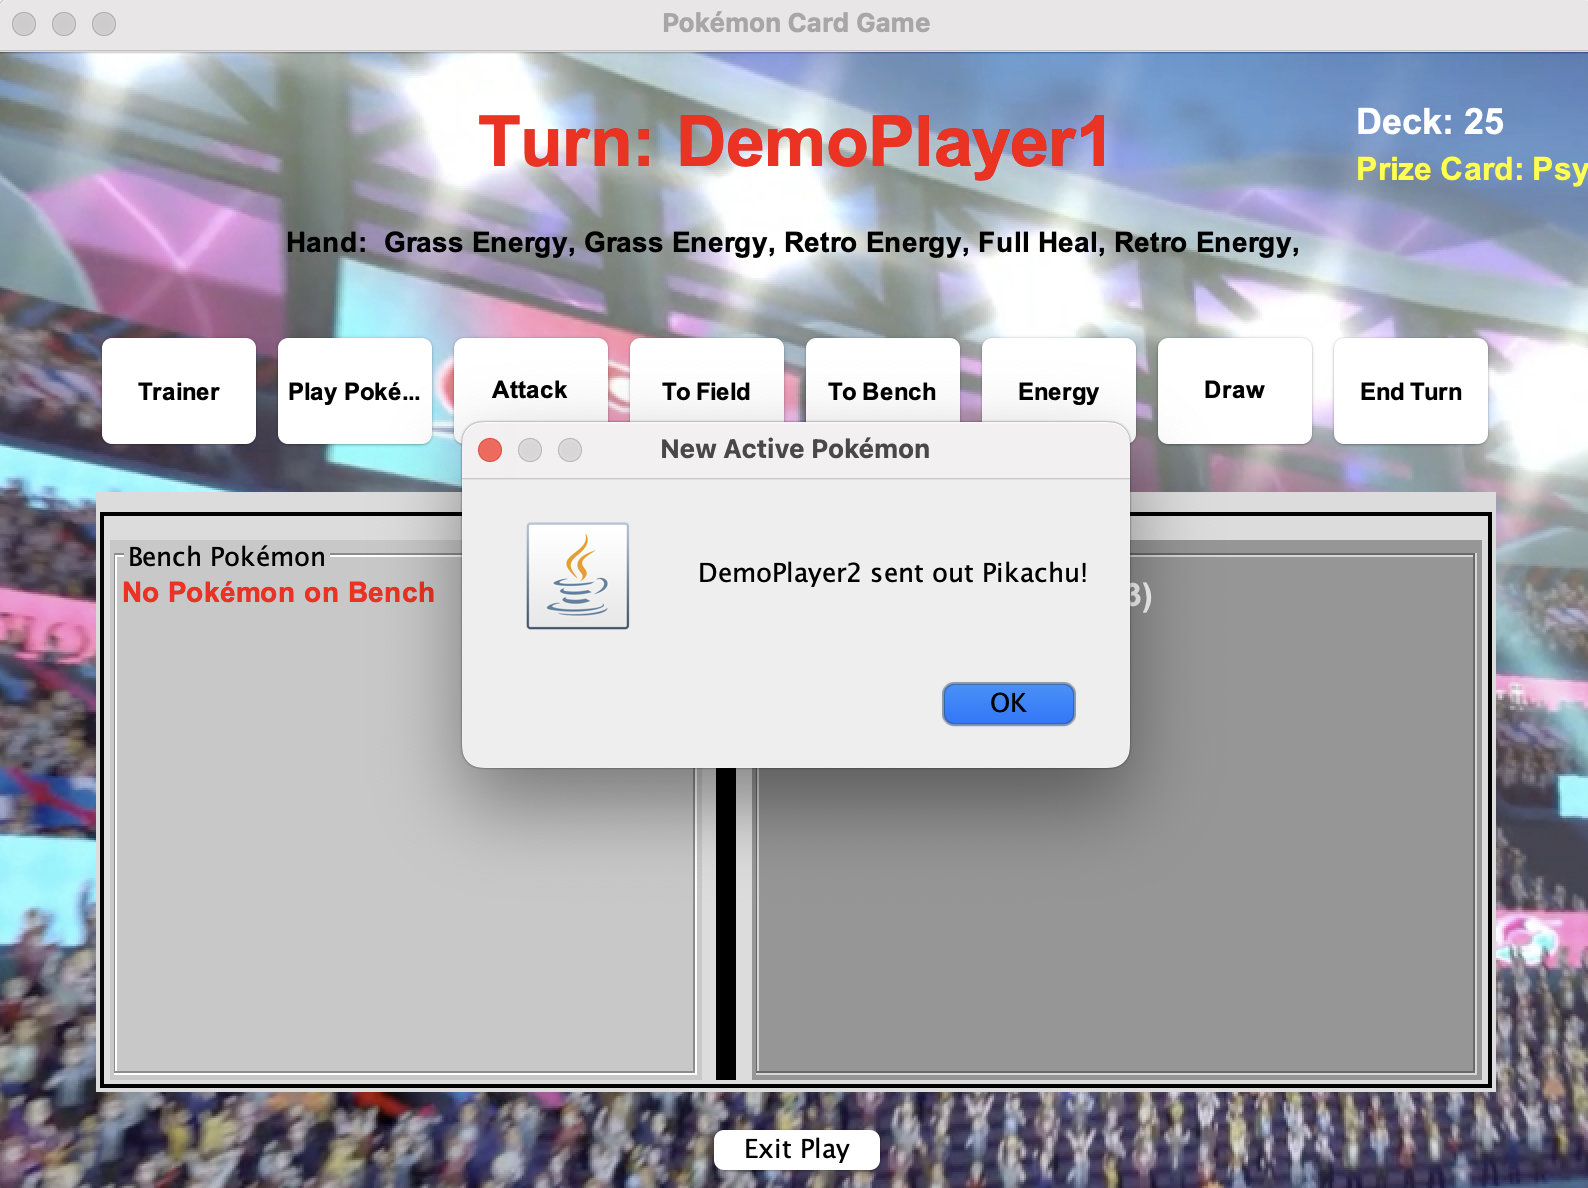 Pokémon Card Game
Turn: DemoPlayer1
Deck: 25
Prize Card: Psy
Hand: Grass Energy, Grass Energy, Retro Energy, Full Heal, Retro Energy,
Trainer
Play Poké...
Attack
To Field
To Bench
Energy
Draw
End Turn
New Active Pokémon
DemoPlayer2 sent out Pikachu!
OK
Bench Pokémon
No Pokémon on Bench
3)
Exit Play